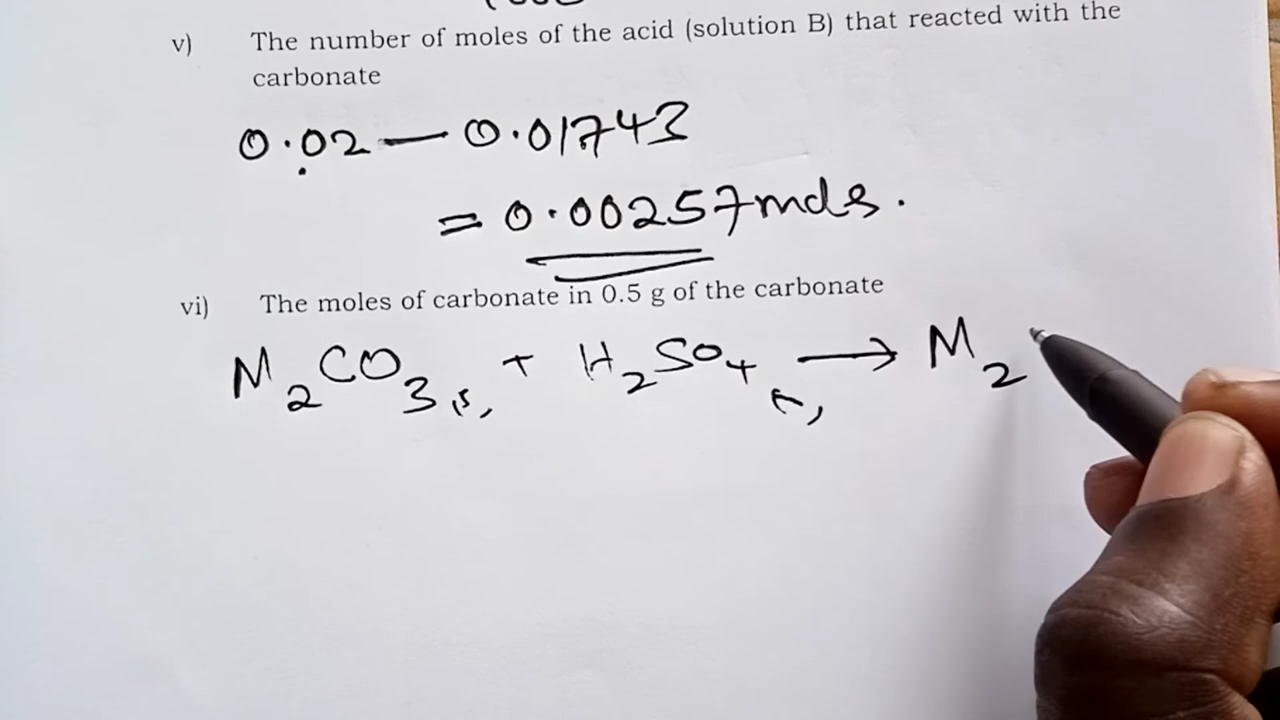 v) The number of moles of the acid (solution B) that reacted with the
carbonate
0.02 — 0.01743
= 0.00257 mols.
vi) The moles of carbonate in 0.5 g of the carbonate
M₂CO₃(s) + H₂SO₄ → M₂